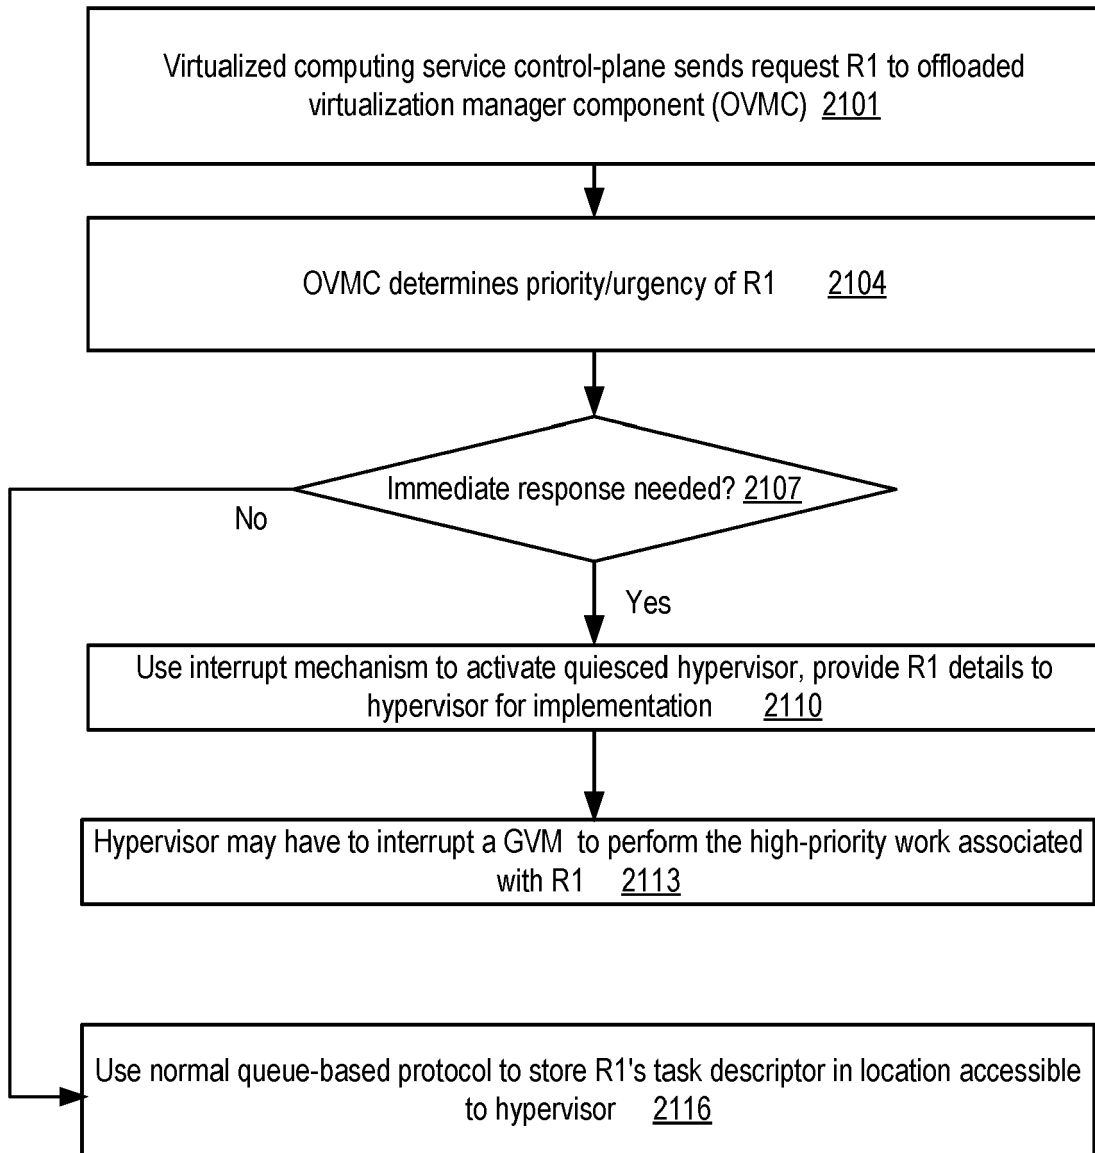 Virtualized computing service control-plane sends request R1 to offloaded
virtualization manager component (OVMC) 2101
OVMC determines priority/urgency of R1 2104
Immediate response needed? 2107
No
Yes
Use interrupt mechanism to activate quiesced hypervisor, provide R1 details to
hypervisor for implementation 2110
Hypervisor may have to interrupt a GVM to perform the high-priority work associated
with R1 2113
Use normal queue-based protocol to store R1's task descriptor in location accessible
to hypervisor 2116